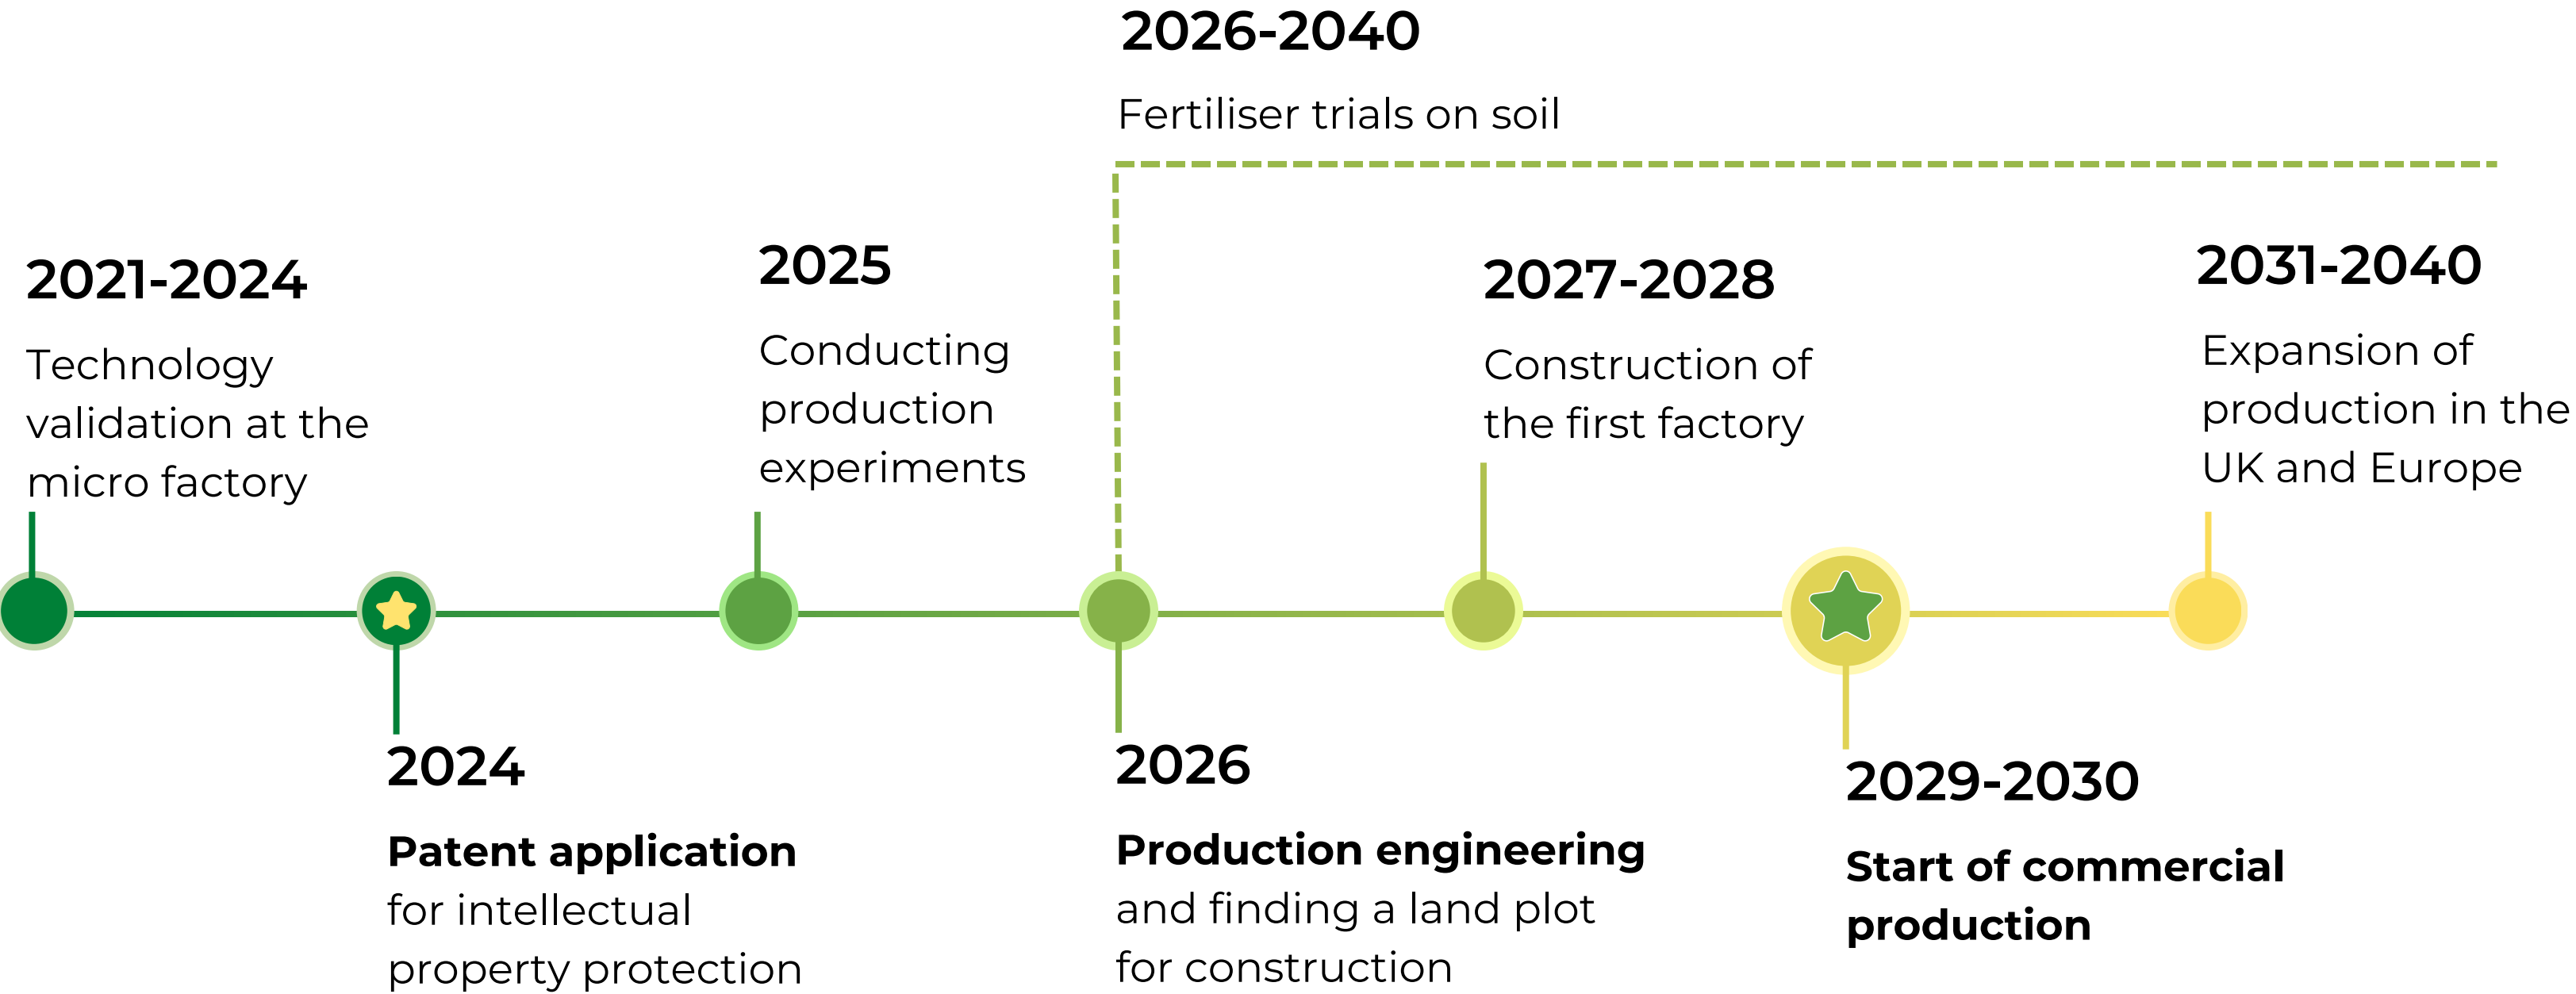 2026-2040
Fertiliser trials on soil
2021-2024
Technology
validation at the
micro factory
2025
Conducting
production
experiments
2027-2028
Construction of
the first factory
2031-2040
Expansion of
production in the
UK and Europe
2024
Patent application
for intellectual
property protection
2026
Production engineering
and finding a land plot
for construction
2029-2030
Start of commercial
production